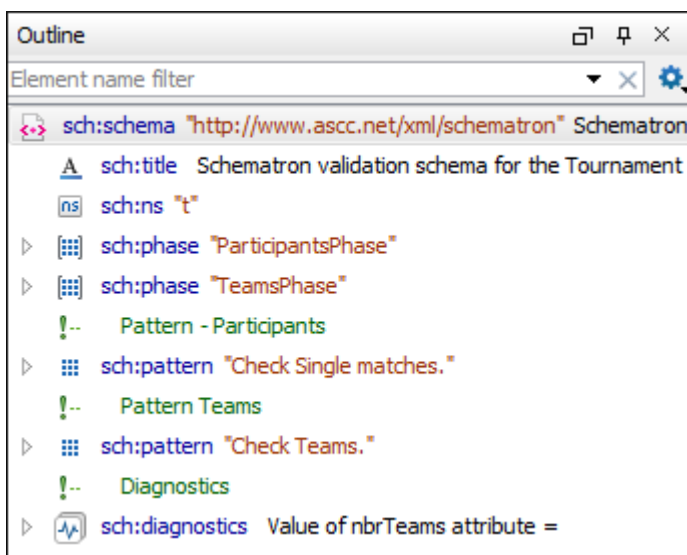 Outline
Element name filter
sch:schema "http://www.ascc.net/xml/schematron" Schematron
A sch:title Schematron validation schema for the Tournament
ns sch:ns "t"
sch:phase "ParticipantsPhase"
sch:phase "TeamsPhase"
!-- Pattern - Participants
sch:pattern "Check Single matches."
!-- Pattern Teams
sch:pattern "Check Teams."
!-- Diagnostics
sch:diagnostics Value of nbrTeams attribute =